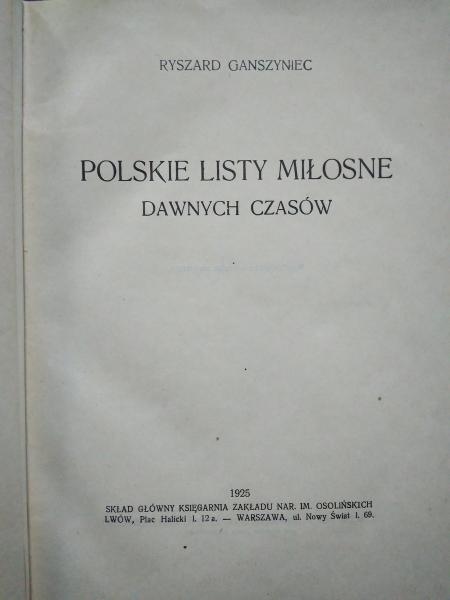 RYSZARD GANSZYNIEC
POLSKIE LISTY MIŁOSNE
DAWNYCH CZASÓW
1925
SKŁAD GŁÓWNY KSIĘGARNIA ZAKŁADU NAR. IM. OSOLIŃSKICH
LWÓW, Plac Halicki l. 12 a. — WARSZAWA, ul. Nowy Świat l. 69.